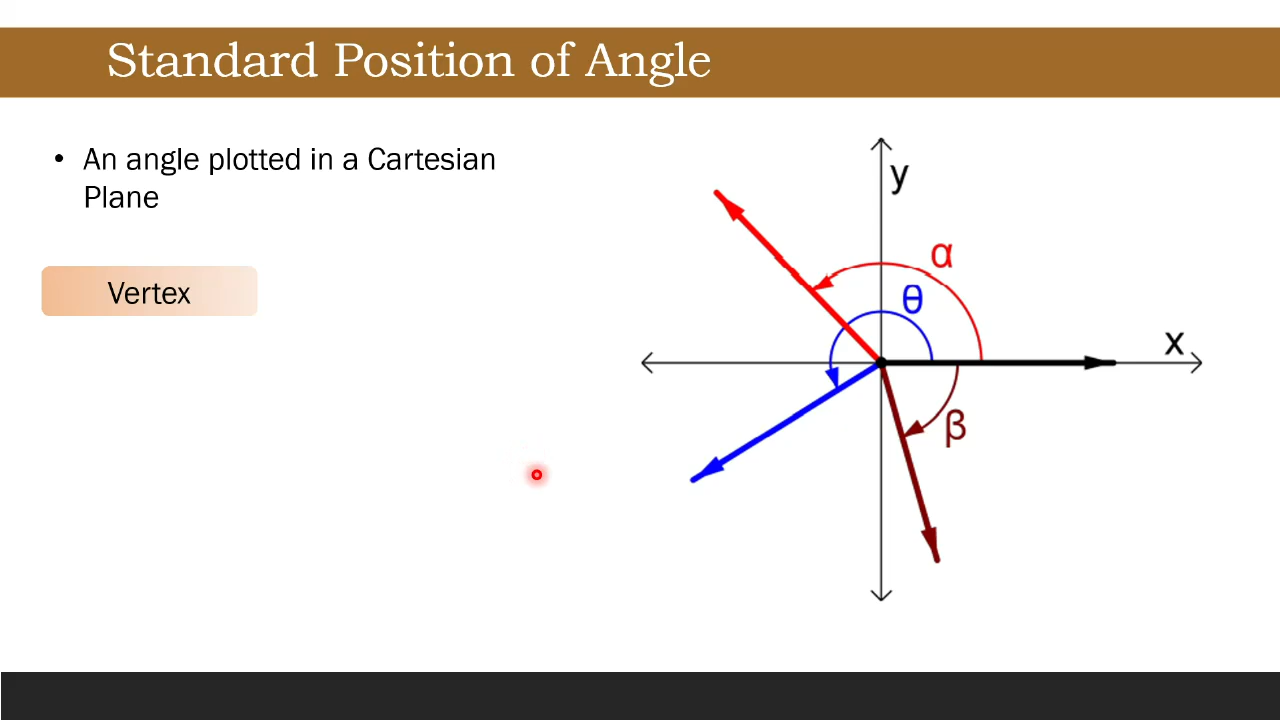 Standard Position of Angle
• An angle plotted in a Cartesian
Plane
Vertex
y
α
θ
x
β